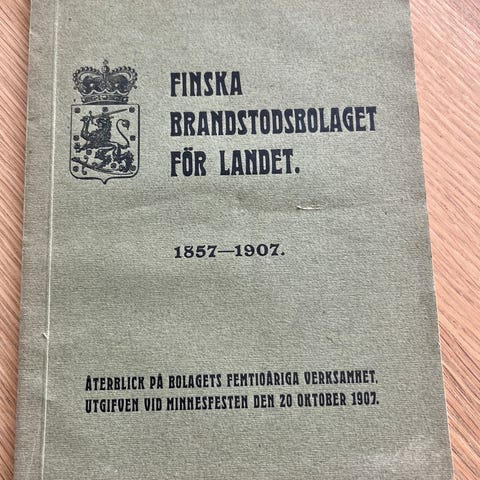 FINSKA
BRANDSTODSBOLAGET
FÖR LANDET.
1857—1907.
ÅTERBLICK PÅ BOLAGETS FEMTIOÅRIGA VERKSAMHET,
UTGIFVEN VID MINNESFESTEN DEN 20 OKTOBER 1907.